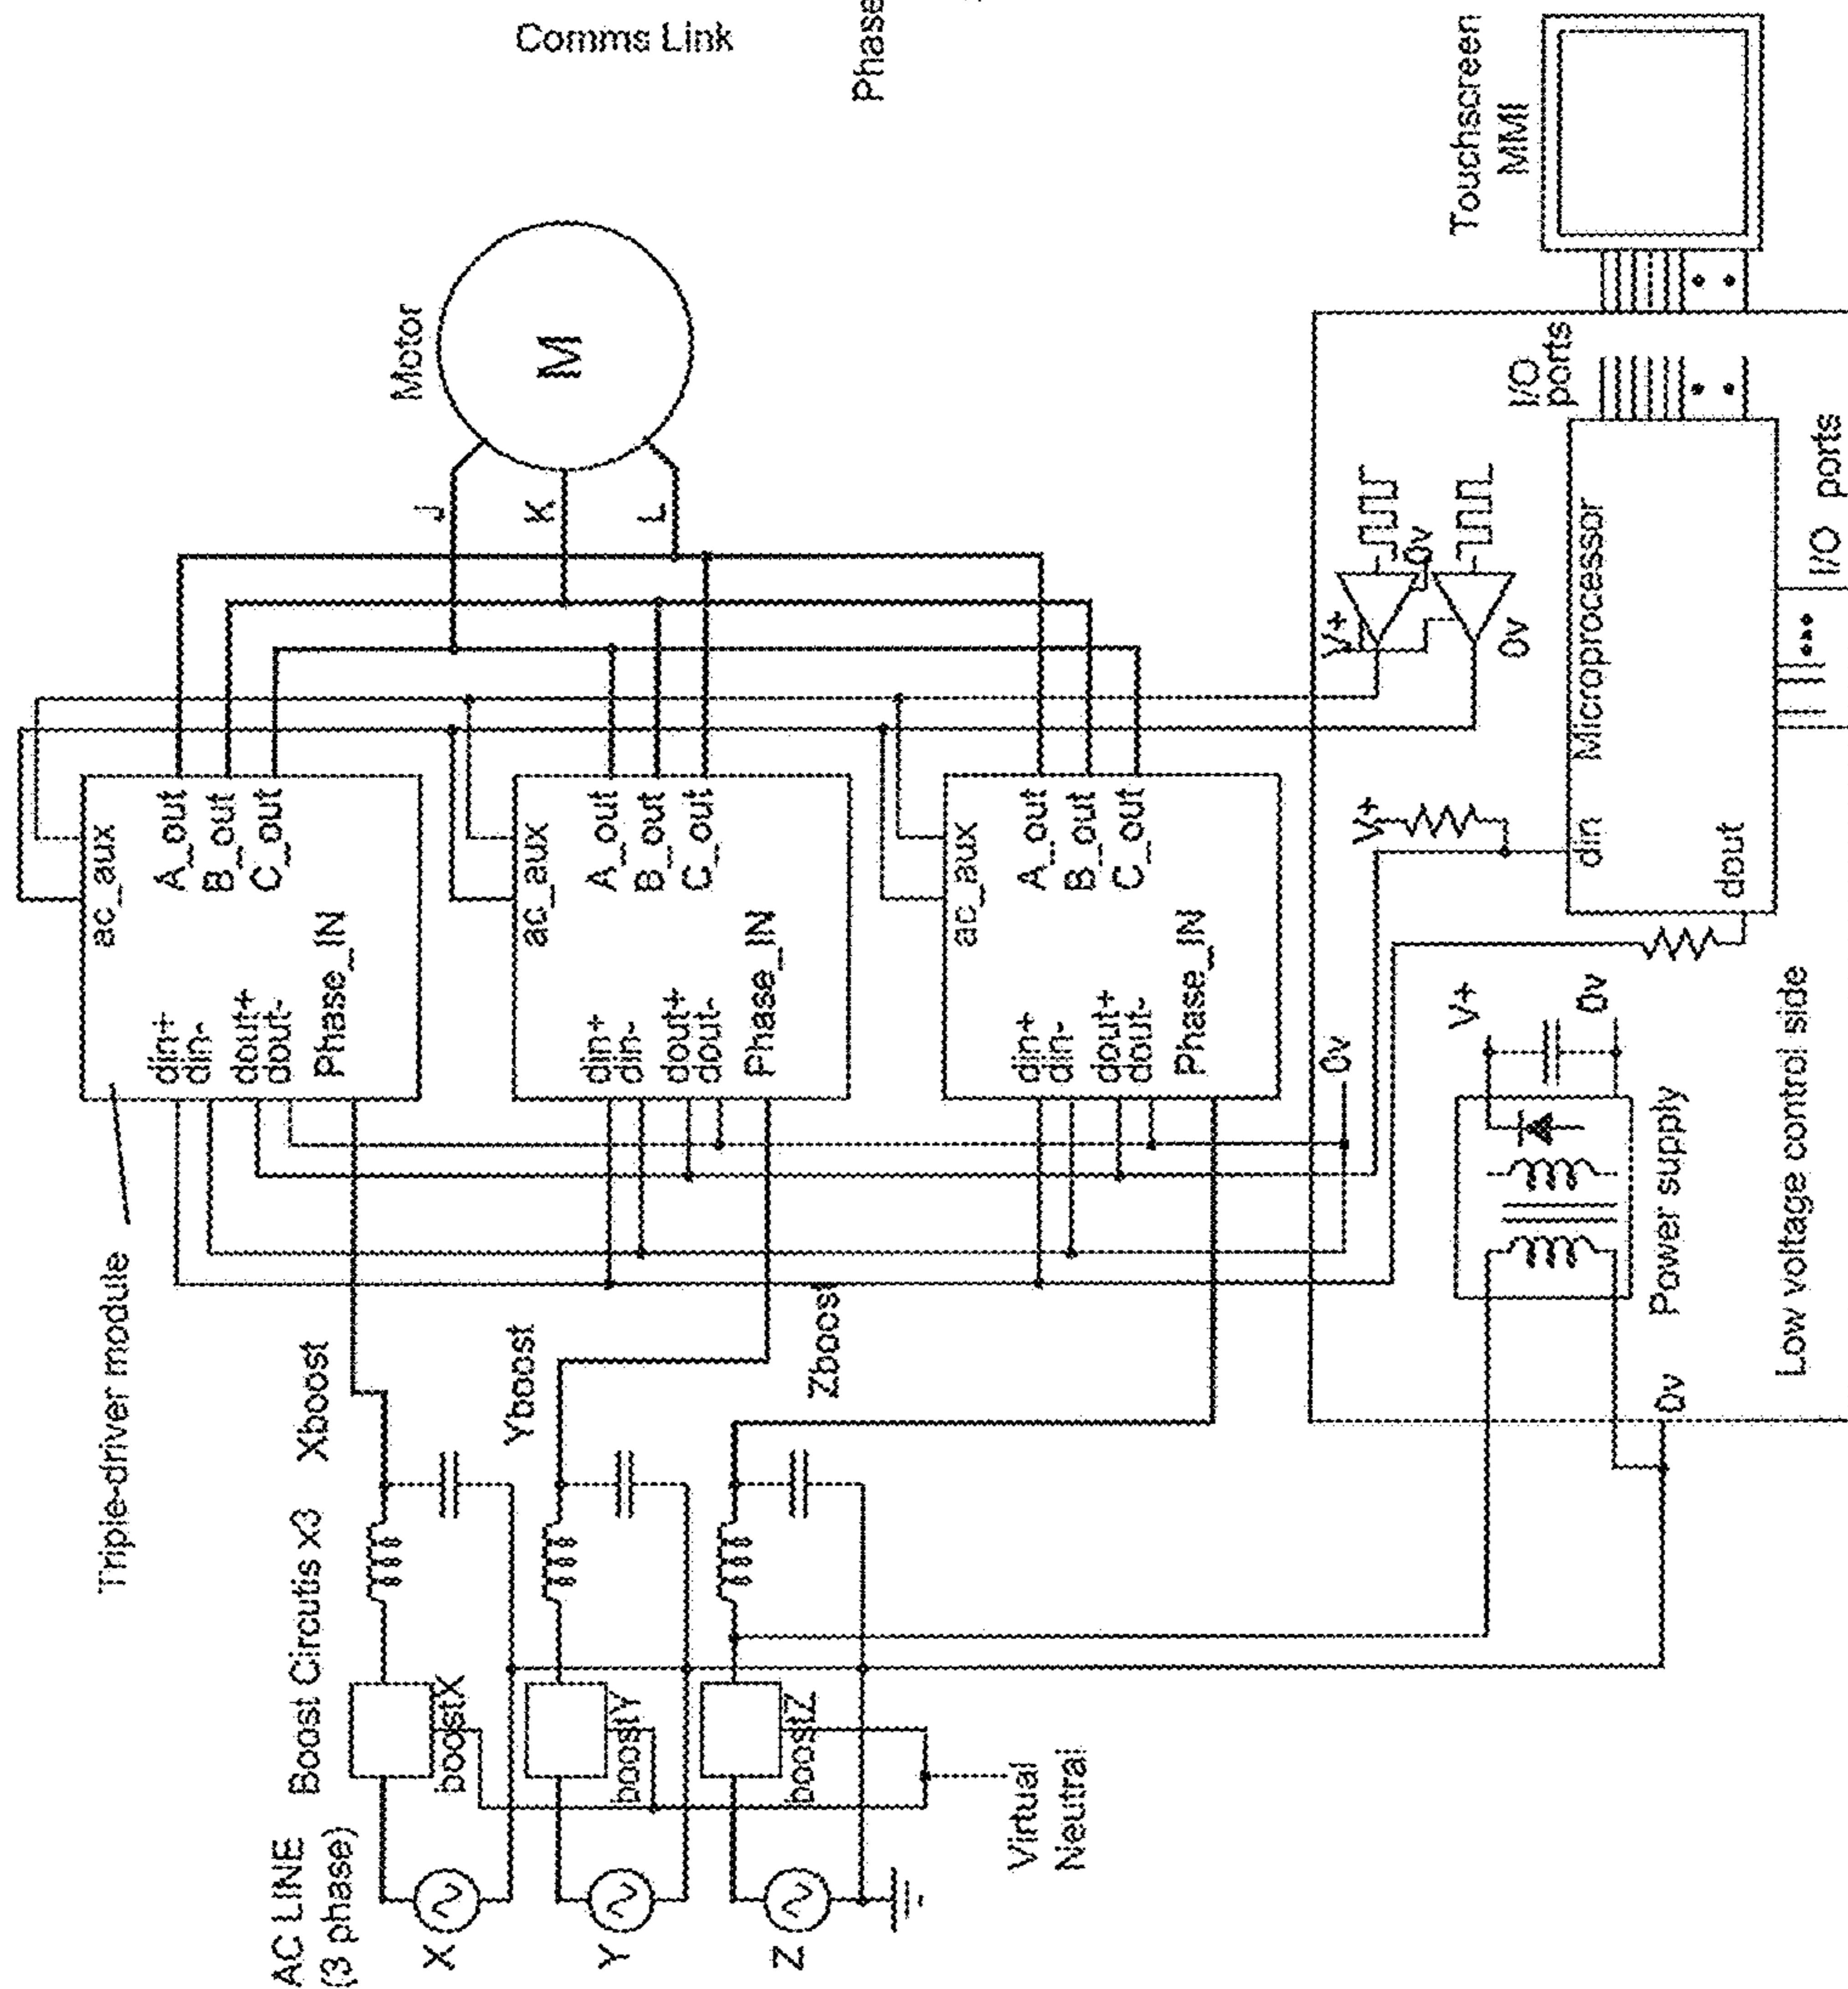 Comms Link
Phase
AC LINE
(3 phase)
Boost Circutis x3
Xboost
Triple-driver module
X
boostX
Yboost
Y
boostY
Zboost
Z
boostZ
Virtual
Neutral
din+
din-
dout+
dout-
Phase_IN
ac_aux
A_out
B_out
C_out
din+
din-
dout+
dout-
Phase_IN
ac_aux
A_out
B_out
C_out
din+
din-
dout+
dout-
Phase_IN
ac_aux
A_out
B_out
C_out
Motor
M
J
K
L
0v
V+
0v
0v
V+
din
Microprocessor
dout
I/O
ports
I/O ports
Touchscreen
MMI
V+
0v
Power supply
0v
Low voltage control side